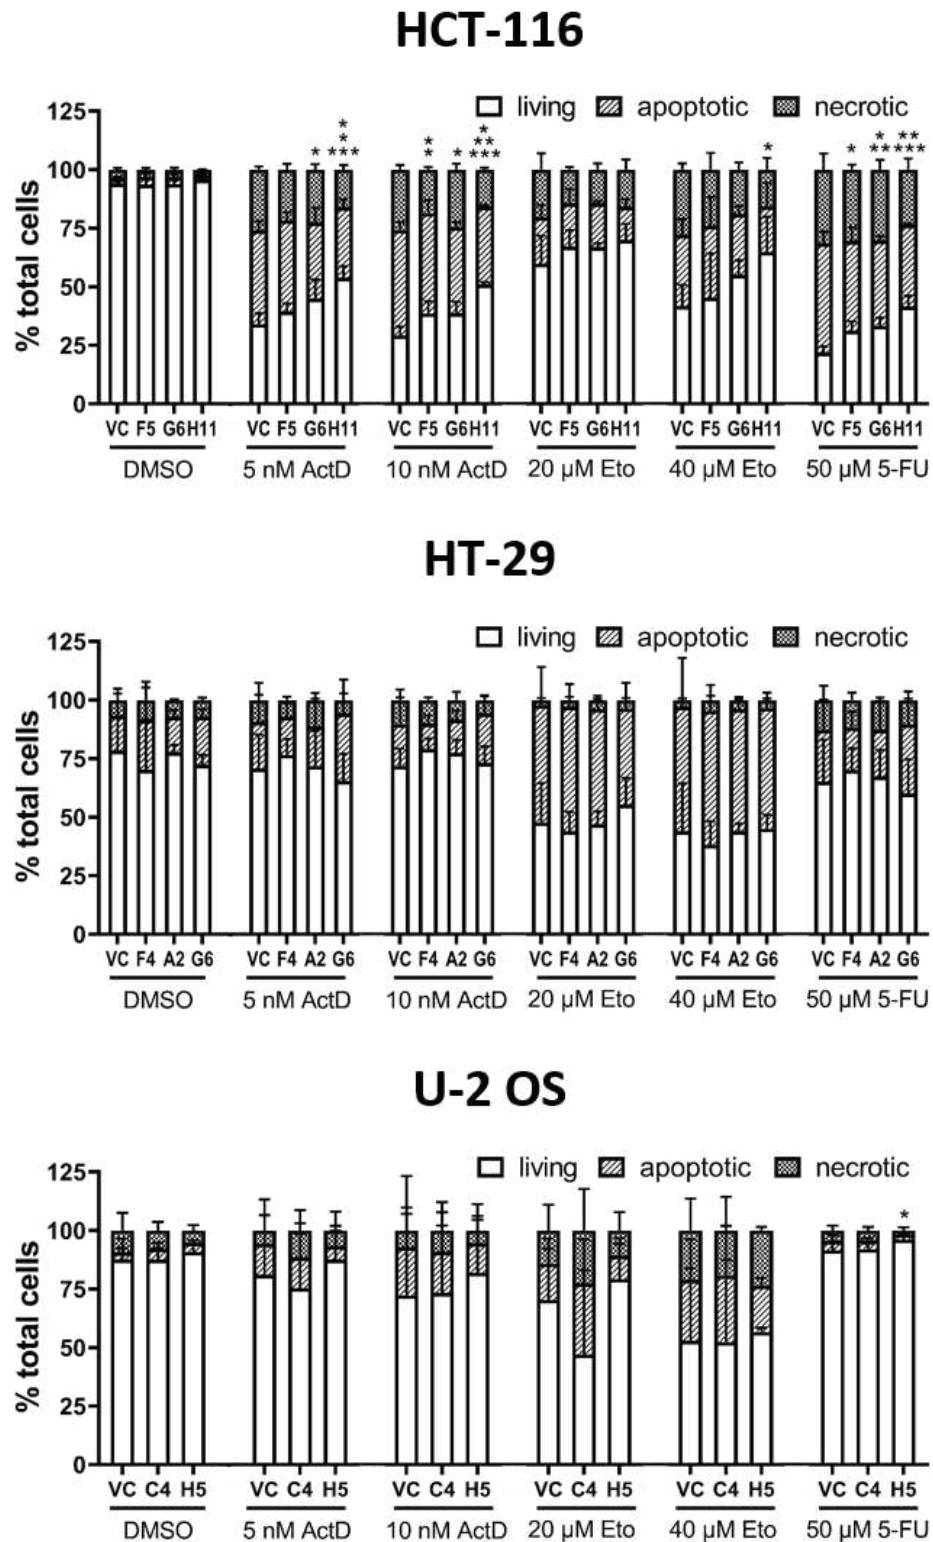 HCT-116
living apoptotic necrotic
% total cells
125
100
75
50
25
0
* * * * * * * * * * * * * * * * * * * * * * * * * * *
VC F5 G6 H11 VC F5 G6 H11 VC F5 G6 H11 VC F5 G6 H11 VC F5 G6 H11 VC F5 G6 H11
DMSO 5 nM ActD 10 nM ActD 20 µM Eto 40 µM Eto 50 µM 5-FU
HT-29
living apoptotic necrotic
% total cells
125
100
75
50
25
0
VC F4 A2 G6 VC F4 A2 G6 VC F4 A2 G6 VC F4 A2 G6 VC F4 A2 G6 VC F4 A2 G6
DMSO 5 nM ActD 10 nM ActD 20 µM Eto 40 µM Eto 50 µM 5-FU
U-2 OS
living apoptotic necrotic
% total cells
125
100
75
50
25
0
*
VC C4 H5 VC C4 H5 VC C4 H5 VC C4 H5 VC C4 H5 VC C4 H5
DMSO 5 nM ActD 10 nM ActD 20 µM Eto 40 µM Eto 50 µM 5-FU